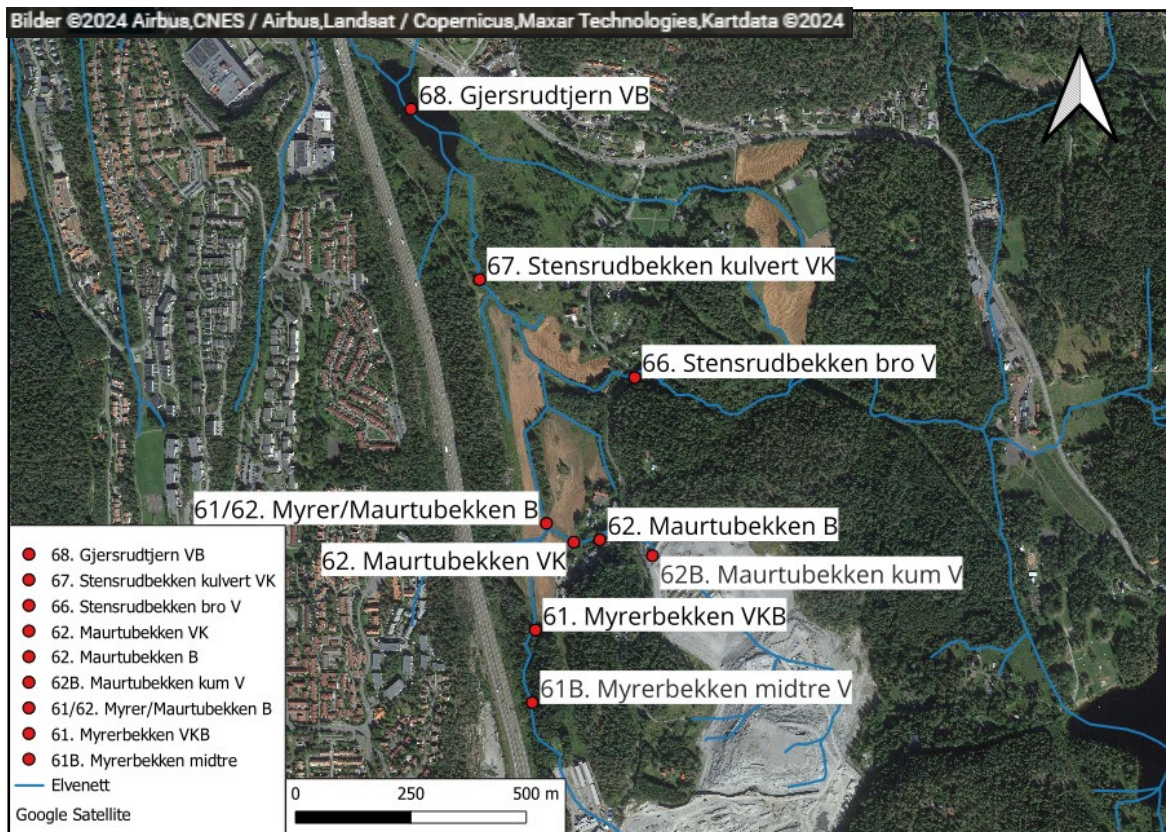 Bilder ©2024 Airbus,CNES / Airbus,Landsat / Copernicus,Maxar Technologies,Kartdata ©2024
68. Gjersrudtjern VB
67. Stensrudbekken kulvert VK
66. Stensrudbekken bro V
61/62. Myrer/Maurtubekken B
62. Maurtubekken B
62. Maurtubekken VK
62B. Maurtubekken kum V
61. Myrerbekken VKB
61B. Myrerbekken midtre V
68. Gjersrudtjern VB
67. Stensrudbekken kulvert VK
66. Stensrudbekken bro V
62. Maurtubekken VK
62. Maurtubekken B
62B. Maurtubekken kum V
61/62. Myrer/Maurtubekken B
61. Myrerbekken VKB
61B. Myrerbekken midtre
Elvenett
Google Satellite
0 250 500 m